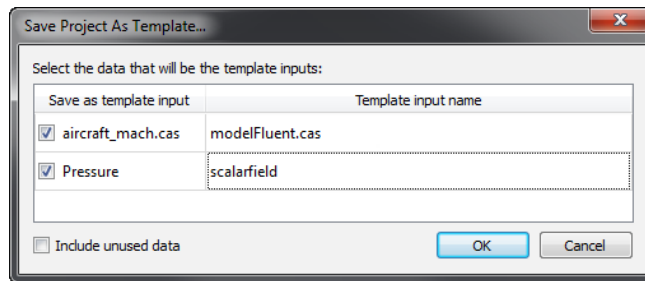 Save Project As Template...
Select the data that will be the template inputs:
Save as template input Template input name
aircraft_mach.cas modelFluent.cas
Pressure scalarfield
Include unused data OK Cancel